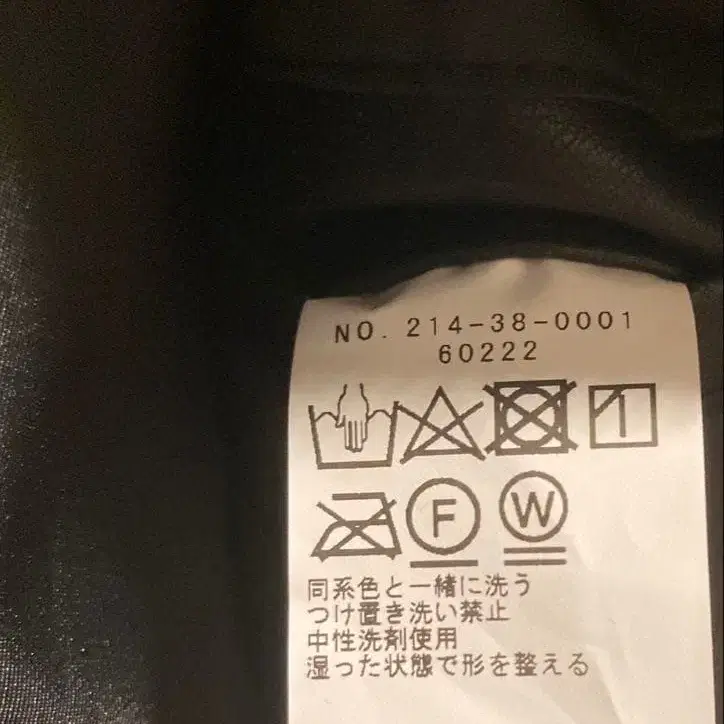 NO. 214-38-0001
60222
F W
同系色と一緒に洗う
つけ置き洗い禁止
中性洗剤使用
湿った状態で形を整える